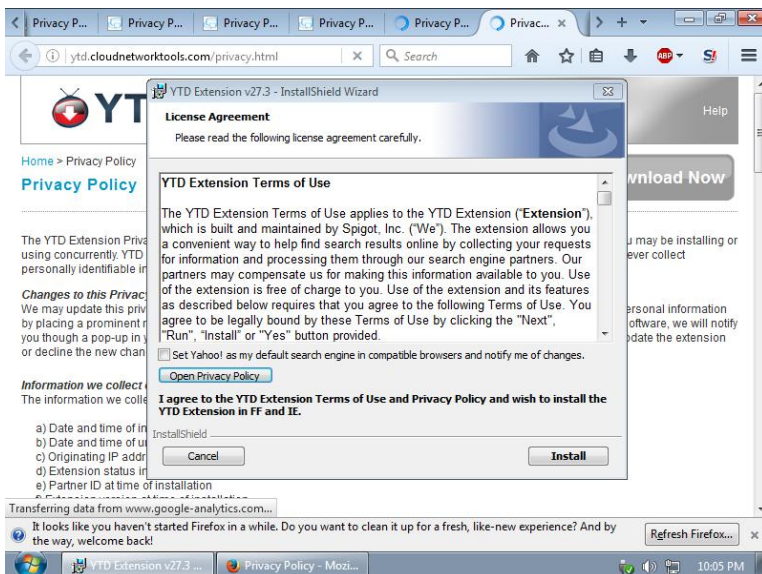 Privacy P... Privacy P... Privacy P... Privacy P... Privacy P... Privac...
ytd.cloudnetworktools.com/privacy.html Search ABP
YT
Help
YTD Extension v27.3 - InstallShield Wizard
License Agreement
Please read the following license agreement carefully.
Home > Privacy Policy
Privacy Policy
wnload Now
YTD Extension Terms of Use
The YTD Extension Terms of Use applies to the YTD Extension (“Extension”),
which is built and maintained by Spigot, Inc. (“We”). The extension allows you
a convenient way to help find search results online by collecting your requests
for information and processing them through our search engine partners. Our
partners may compensate us for making this information available to you. Use
of the extension is free of charge to you. Use of the extension and its features
as described below requires that you agree to the following Terms of Use. You
agree to be legally bound by these Terms of Use by clicking the "Next",
"Run", “Install” or "Yes" button provided.
Set Yahoo! as my default search engine in compatible browsers and notify me of changes.
Open Privacy Policy
I agree to the YTD Extension Terms of Use and Privacy Policy and wish to install the
YTD Extension in FF and IE.
InstallShield
Cancel Install
The YTD Extension Priva
u may be installing or
using concurrently. YTD
ever collect
personally identifiable in
Changes to this Privac
We may update this priv
ersonal information
by placing a prominent n
oftware, we will notify
you though a pop-up in y
pdate the extension
or decline the new chan
Information we collect
The information we colle
a) Date and time of in
b) Date and time of un
c) Originating IP addr
d) Extension status in
e) Partner ID at time of installation
Transferring data from www.google-analytics.com...
It looks like you haven't started Firefox in a while. Do you want to clean it up for a fresh, like-new experience? And by
the way, welcome back!
Refresh Firefox...
YTD Extension v27.3 ... Privacy Policy - Mozi... 10:05 PM